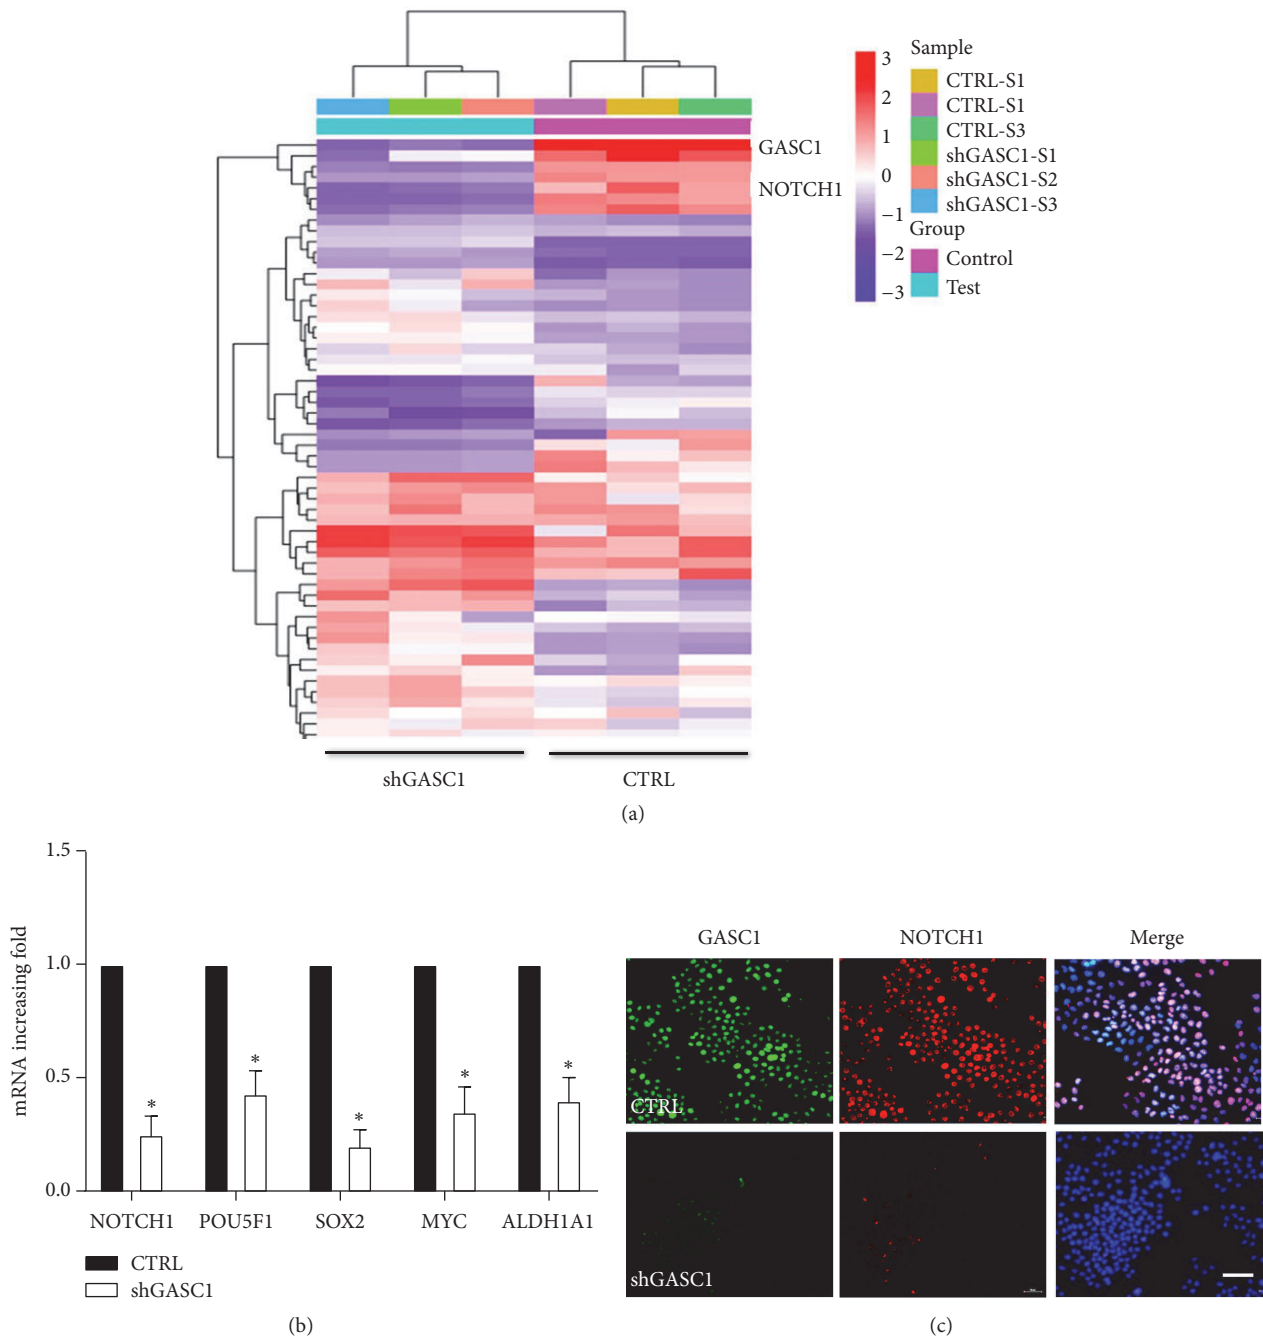 3
2
1
0
−1
−2
−3
Sample
CTRL-S1
CTRL-S1
CTRL-S3
shGASC1-S1
shGASC1-S2
shGASC1-S3
Group
Control
Test
GASC1
NOTCH1
shGASC1
CTRL
(a)
1.5
1.0
0.5
0.0
mRNA increasing fold
*
*
*
*
*
NOTCH1
POU5F1
SOX2
MYC
ALDH1A1
CTRL
shGASC1
(b)
GASC1
NOTCH1
Merge
CTRL
shGASC1
(c)